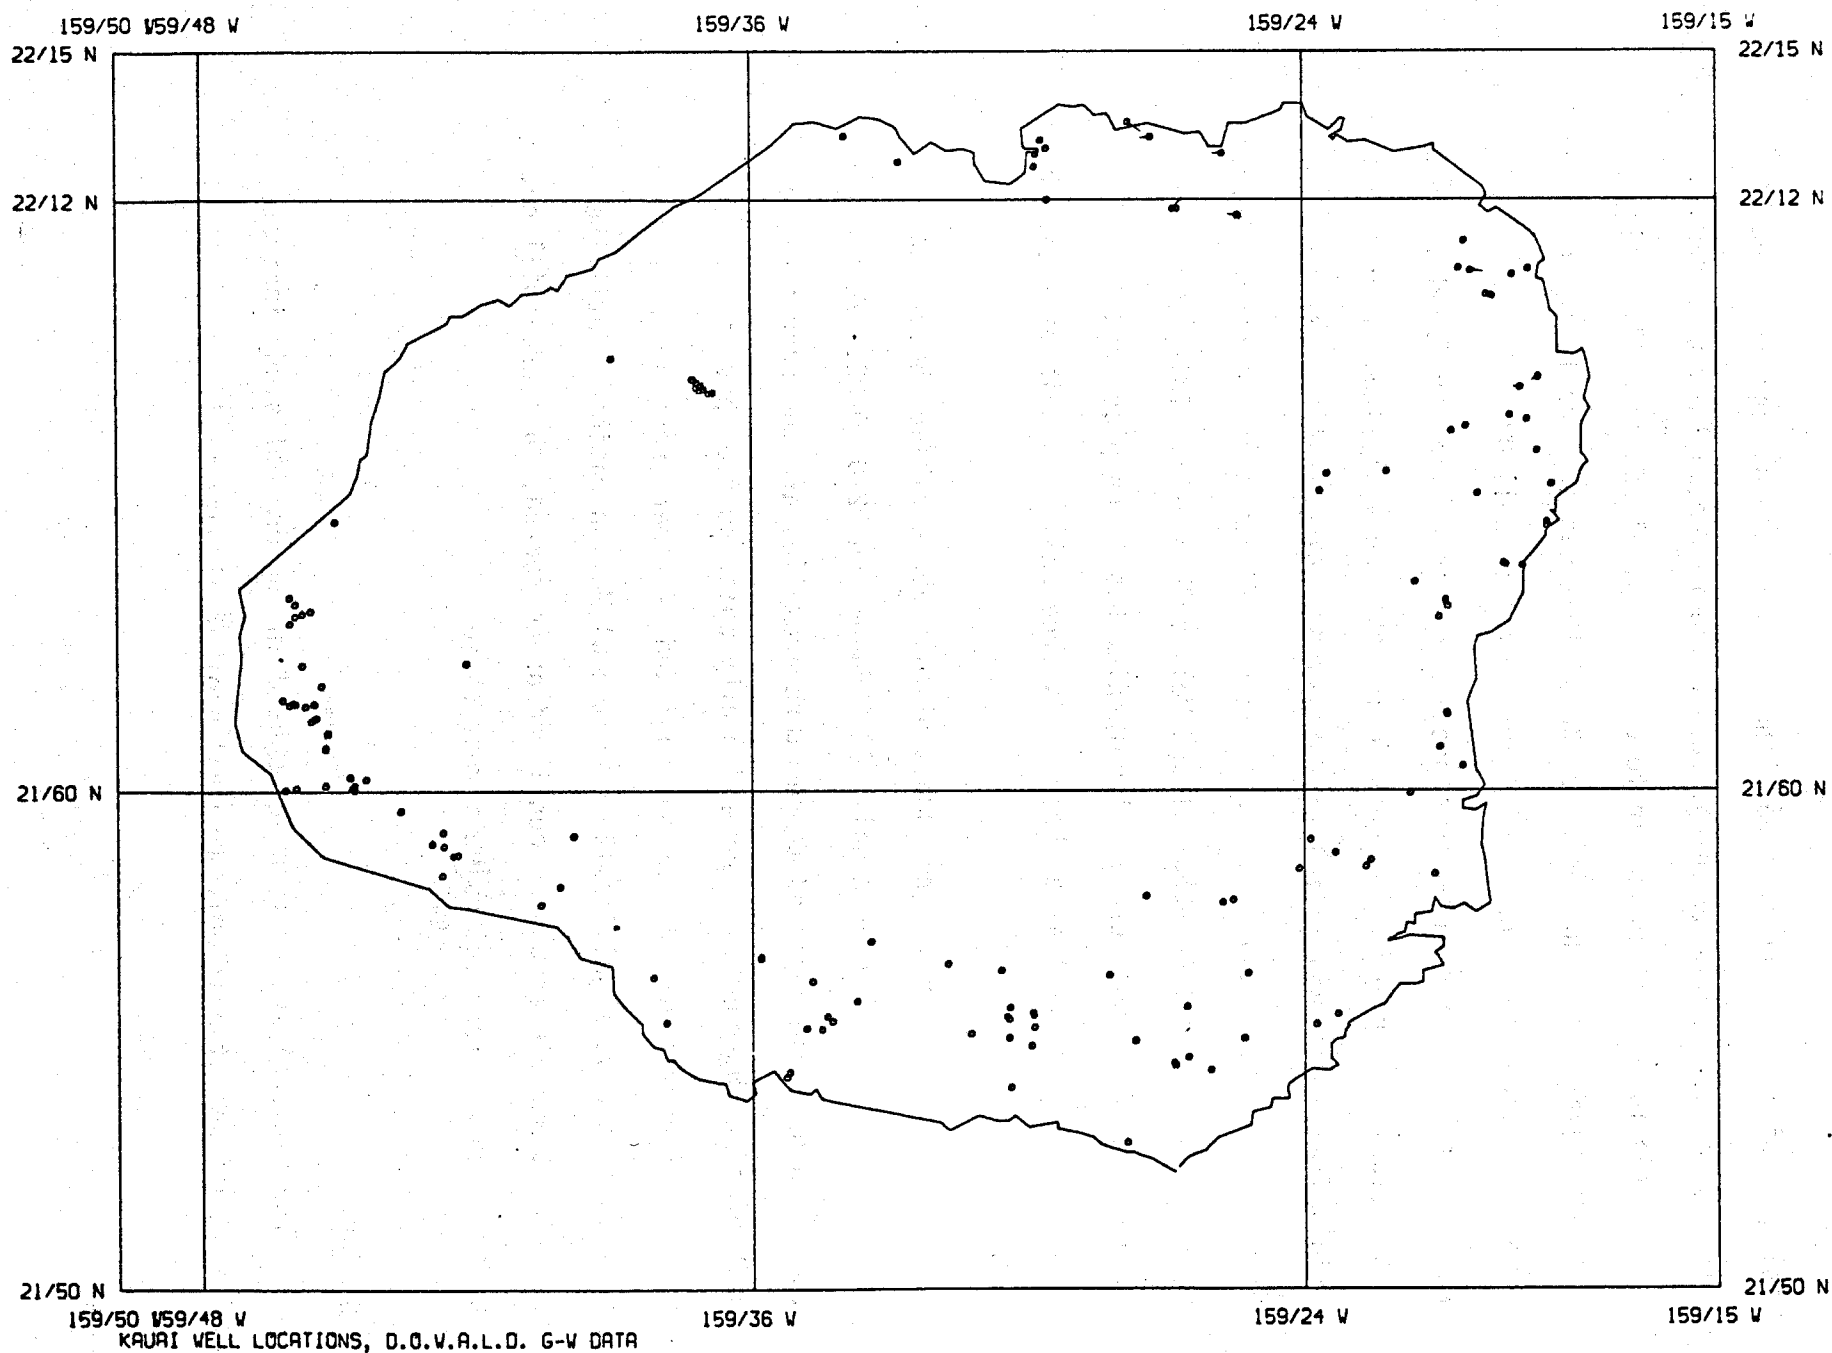 159/50 W59/48 W 159/36 W 159/24 W 159/15 W
22/15 N 22/15 N
22/12 N 22/12 N
21/60 N 21/60 N
21/50 N 21/50 N
159/50 W59/48 W 159/36 W 159/24 W 159/15 W
KAUAI WELL LOCATIONS, D.O.W.A.L.D. G-W DATA